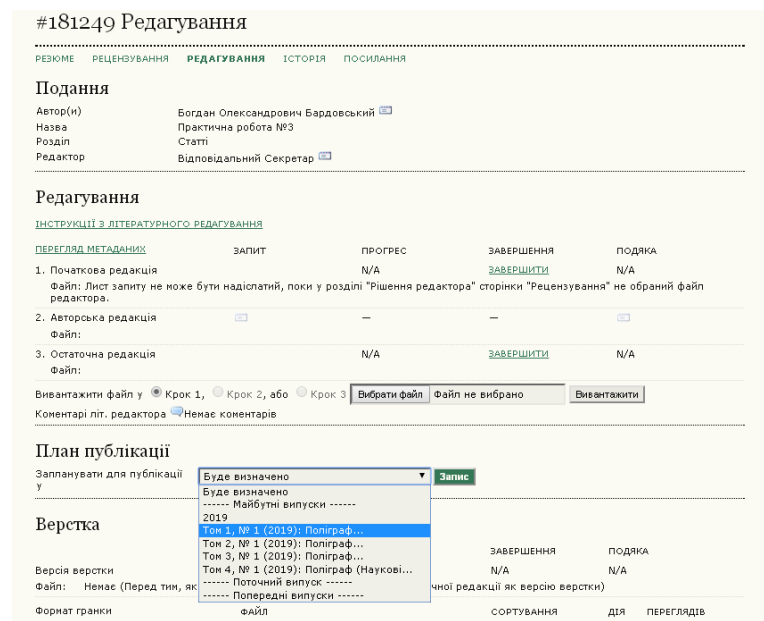 #181249 Редагування
РЕЗЮМЕ РЕЦЕНЗУВАННЯ РЕДАГУВАННЯ ІСТОРІЯ ПОСИЛАННЯ
Подання
Автор(и) Богдан Олександрович Бардовський
Назва Практична робота №3
Розділ Статті
Редактор Відповідальний Секретар
Редагування
ІНСТРУКЦІЇ З ЛІТЕРАТУРНОГО РЕДАГУВАННЯ
ПЕРЕГЛЯД МЕТАДАНИХ ЗАПИТ ПРОГРЕС ЗАВЕРШЕННЯ ПОДЯКА
1. Початкова редакція N/A ЗАВЕРШИТИ N/A
Файл: Лист запиту не може бути надіслатий, поки у розділі "Рішення редактора" сторінки "Рецензування" не обраний файл
редактора.
2. Авторська редакція — —
Файл:
3. Остаточна редакція N/A ЗАВЕРШИТИ N/A
Файл:
Вивантажити файл у Крок 1, Крок 2, або Крок 3 Вибрати файл Файл не вибрано Вивантажити
Коментарі літ. редактора Немає коментарів
План публікації
Запланувати для публікації
у
Буде визначено Запис
Буде визначено
------ Майбутні випуски ------
2019
Том 1, № 1 (2019): Поліграф...
Том 2, № 1 (2019): Поліграф...
Том 3, № 1 (2019): Поліграф...
Том 4, № 1 (2019): Поліграф (Наукові...
------ Поточний випуск ------
------ Попередні випуски ------
Верстка
ЗАВЕРШЕННЯ ПОДЯКА
Версія верстки N/A N/A
Файл: Немає (Перед тим, як чної редакції як версію верстки)
Формат гранки ФАЙЛ СОРТУВАННЯ ДІЯ ПЕРЕГЛЯДІВ